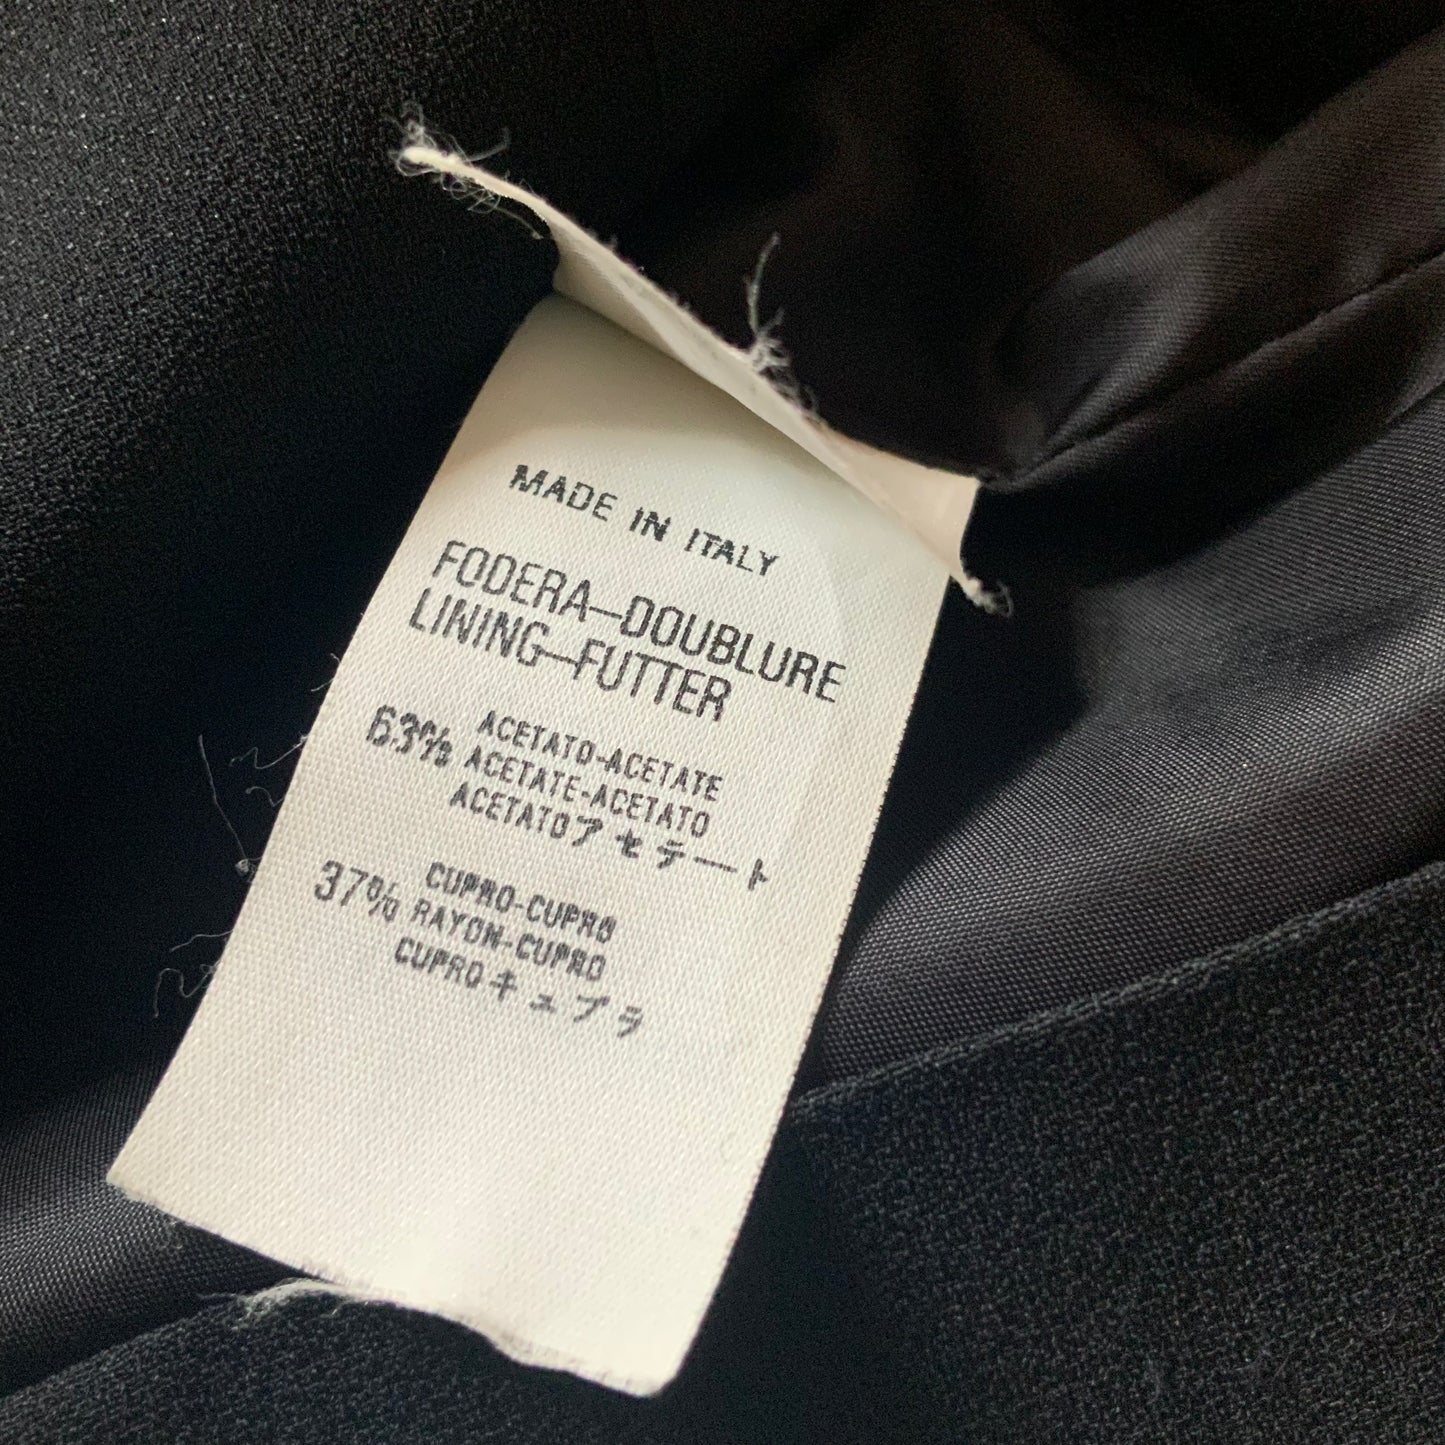 MADE IN ITALY
FODERA-DOUBLURE
LINING-FUTTER
ACETATO-ACETATE
63% ACETATE-ACETATO
ACETATOアセテート
CUPRO-CUPRO
37% RAYON-CUPRO
CUPROキュプラ